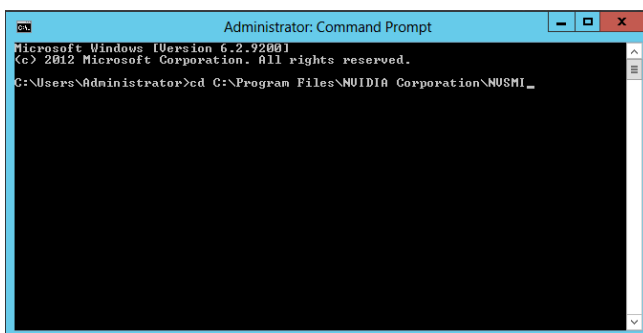 Administrator: Command Prompt
Microsoft Windows [Version 6.2.9200]
(c) 2012 Microsoft Corporation. All rights reserved.
C:\Users\Administrator>cd C:\Program Files\NVIDIA Corporation\NVSMI_